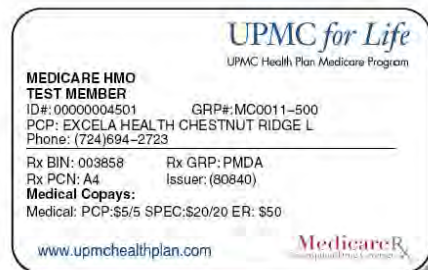 UPMC for Life
UPMC Health Plan Medicare Program
MEDICARE HMO
TEST MEMBER
ID#: 00000004501 GRP#: MC0011-500
PCP: EXCELA HEALTH CHESTNUT RIDGE L
Phone: (724)694-2723
Rx BIN: 003858 Rx GRP: PMDA
Rx PCN: A4 Issuer: (80840)
Medical Copays:
Medical: PCP:$5/5 SPEC:$20/20 ER: $50
www.upmchealthplan.com MedicareRx